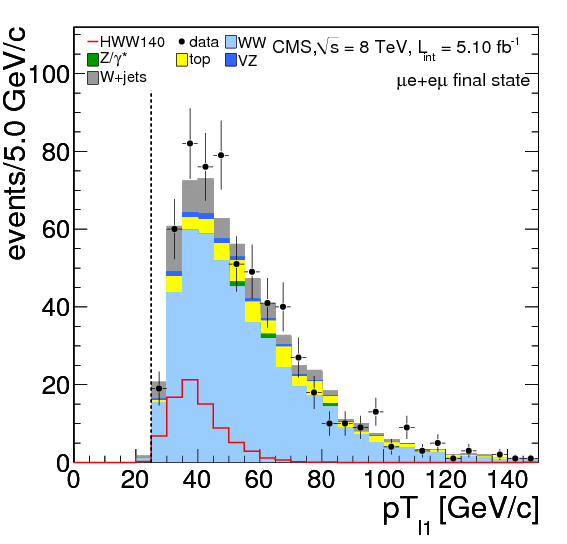 HWW140 data WW CMS,√s = 8 TeV, L_int = 5.10 fb⁻¹
Z/γ* top VZ
W+jets μe+eμ final state
events/5.0 GeV/c
100
80
60
40
20
0
0 20 40 60 80 100 120 140
pT_l1 [GeV/c]